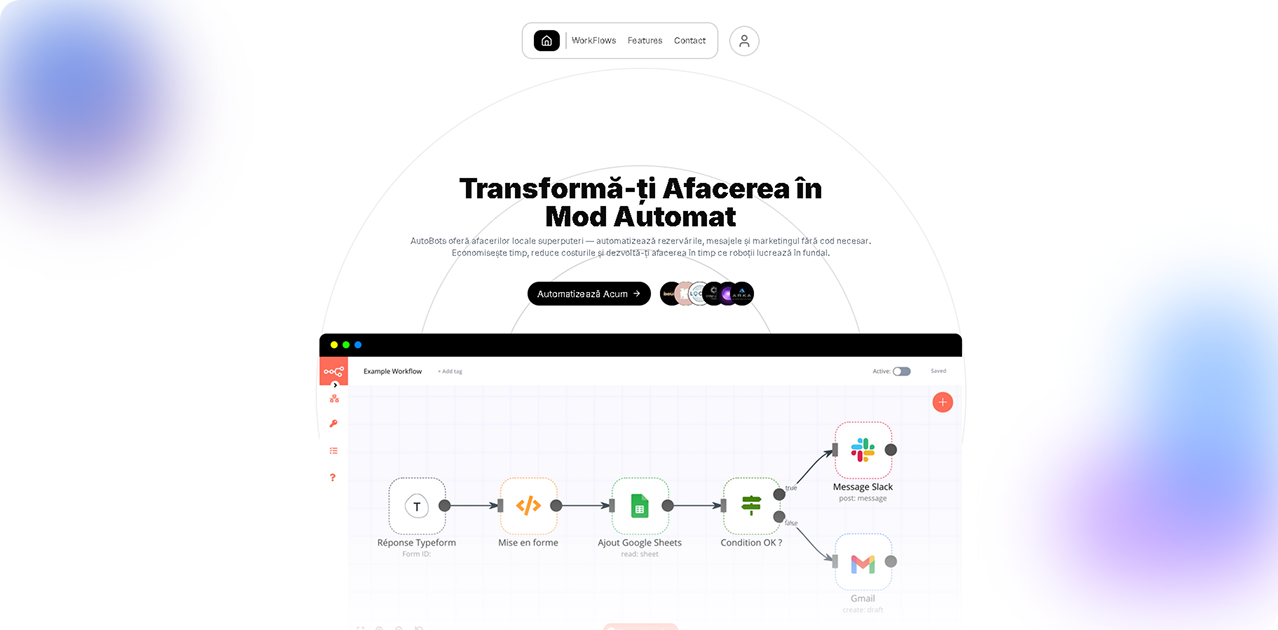 WorkFlows Features Contact
Transformă-ți Afacerea în
Mod Automat
AutoBots oferă afacerilor locale superputeri — automatizează rezervările, mesajele și marketingul fără cod necesar.
Economisește timp, reduce costurile și dezvoltă-ți afacerea în timp ce roboții lucrează în fundal.
Automatizează Acum →
Example Workflow + Add tag Active: Saved
Message Slack
post: message
true
T
false
Réponse Typeform
Form ID:
Mise en forme
Ajout Google Sheets
read: sheet
Condition OK ?
Gmail
create: draft